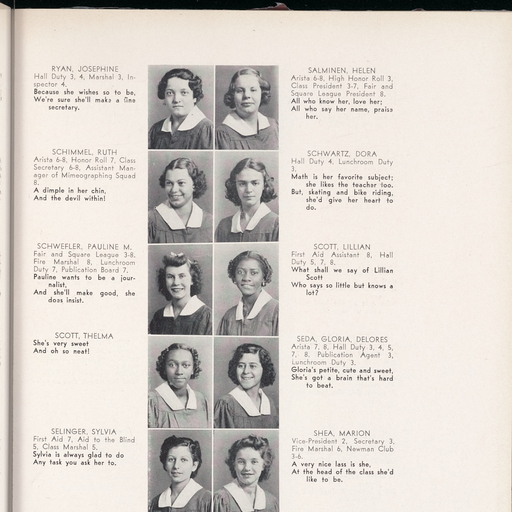 RYAN, JOSEPHINE
Hall Duty 3, 4, Marshal 3, In-
spector 4.
Because she wishes so to be,
We're sure she'll make a fine
secretary.
SCHIMMEL, RUTH
Arista 6-8, Honor Roll 7, Class
Secretary 6-8, Assistant Man-
ager of Mimeographing Squad
8.
A dimple in her chin,
And the devil within!
SCHWEFLER, PAULINE M.
Fair and Square League 3-8,
Fire Marshal 8, Lunchroom
Duty 7, Publication Board 7.
Pauline wants to be a jour-
nalist,
And she'll make good, she
does insist.
SCOTT, THELMA
She's very sweet
And oh so neat!
SELINGER, SYLVIA
First Aid 7, Aid to the Blind
5, Class Marshal 5.
Sylvia is always glad to do
Any task you ask her to.
SALMINEN, HELEN
Arista 6-8, High Honor Roll 3,
Class President 3-7, Fair and
Square League President 8.
All who know her, love her;
All who say her name, praise
her.
SCHWARTZ, DORA
Hall Duty 4, Lunchroom Duty
3.
Math is her favorite subject;
she likes the teacher too.
But, skating and bike riding,
she'd give her heart to
do.
SCOTT, LILLIAN
First Aid Assistant 8, Hall
Duty 5, 7, 8.
What shall we say of Lillian
Scott
Who says so little but knows a
lot?
SEDA, GLORIA, DELORES
Arista 7, 8, Hall Duty 3, 4, 5,
7, 8, Publication Agent 3,
Lunchroom Duty 3.
Gloria's petite, cute and sweet,
She's got a brain that's hard
to beat.
SHEA, MARION
Vice-President 2, Secretary 3,
Fire Marshal 6, Newman Club
3-6.
A very nice lass is she,
At the head of the class she'd
like to be.